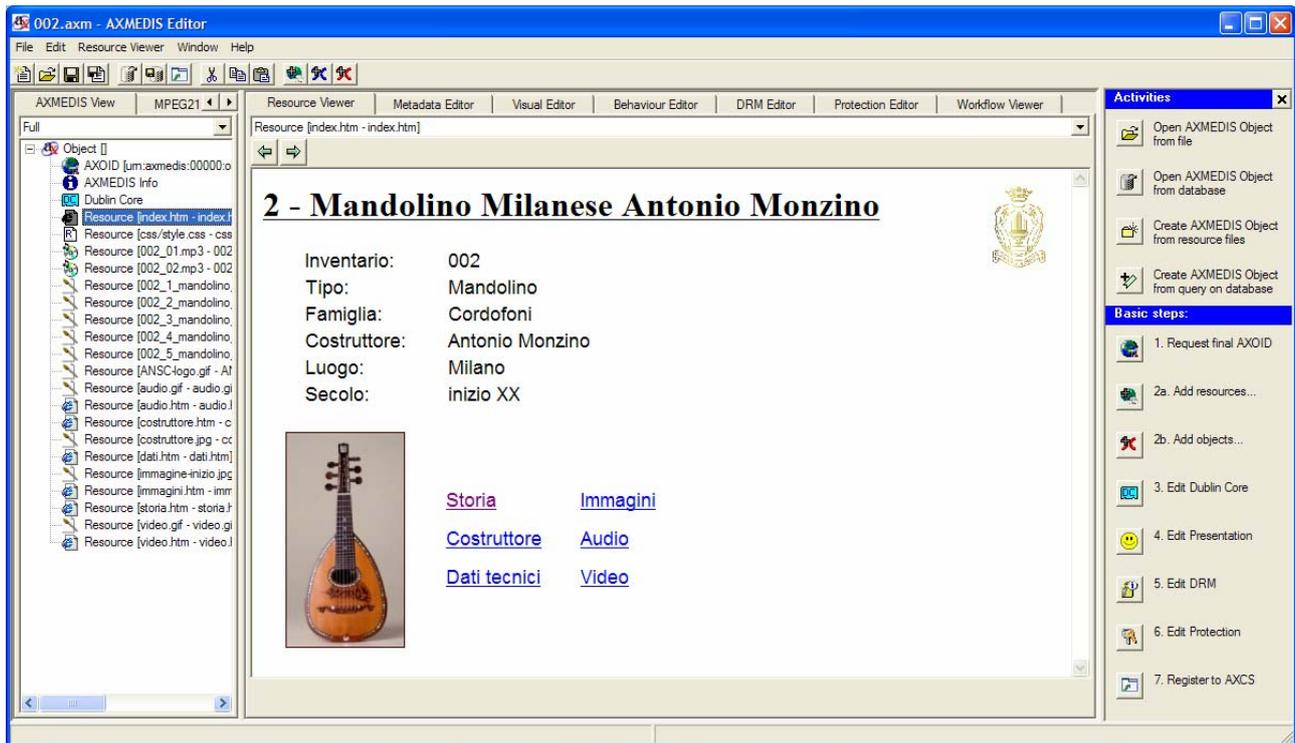 002.axm - AXMEDIS Editor
File Edit Resource Viewer Window Help
AXMEDIS View MPEG21
Full
Object []
AXOID [urn:axmedis:00000:o
AXMEDIS Info
Dublin Core
Resource [index.htm - index.h
Resource [css/style.css - css
Resource [002_01.mp3 - 002
Resource [002_02.mp3 - 002
Resource [002_1_mandolino_
Resource [002_2_mandolino_
Resource [002_3_mandolino_
Resource [002_4_mandolino_
Resource [002_5_mandolino_
Resource [ANSC-logo.gif - AN
Resource [audio.gif - audio.gi
Resource [audio.htm - audio.l
Resource [costruttore.htm - c
Resource [costruttore.jpg - cc
Resource [dati.htm - dati.htm]
Resource [immagine-inizio.jpg
Resource [immagini.htm - imm
Resource [storia.htm - storia.h
Resource [video.gif - video.gi
Resource [video.htm - video.l
Resource Viewer Metadata Editor Visual Editor Behaviour Editor DRM Editor Protection Editor Workflow Viewer
Resource [index.htm - index.htm]
2 - Mandolino Milanese Antonio Monzino
Inventario: 002
Tipo: Mandolino
Famiglia: Cordofoni
Costruttore: Antonio Monzino
Luogo: Milano
Secolo: inizio XX
Storia Immagini
Costruttore Audio
Dati tecnici Video
Activities
Open AXMEDIS Object
from file
Open AXMEDIS Object
from database
Create AXMEDIS Object
from resource files
Create AXMEDIS Object
from query on database
Basic steps:
1. Request final AXOID
2a. Add resources...
2b. Add objects...
3. Edit Dublin Core
4. Edit Presentation
5. Edit DRM
6. Edit Protection
7. Register to AXCS